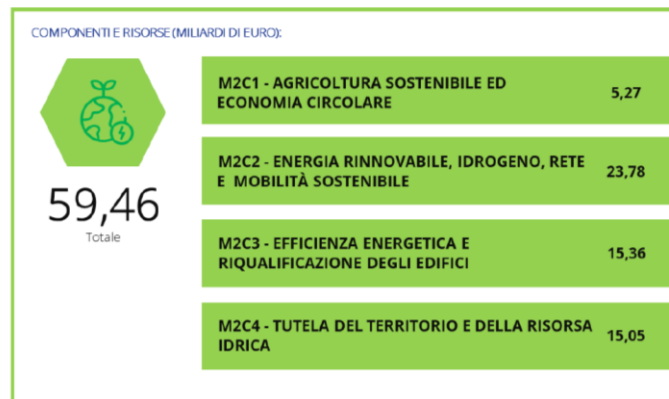 COMPONENTI E RISORSE (MILIARDI DI EURO):
59,46
Totale
M2C1 - AGRICOLTURA SOSTENIBILE ED
ECONOMIA CIRCOLARE
5,27
M2C2 - ENERGIA RINNOVABILE, IDROGENO, RETE
E MOBILITÀ SOSTENIBILE
23,78
M2C3 - EFFICIENZA ENERGETICA E
RIQUALIFICAZIONE DEGLI EDIFICI
15,36
M2C4 - TUTELA DEL TERRITORIO E DELLA RISORSA
IDRICA
15,05